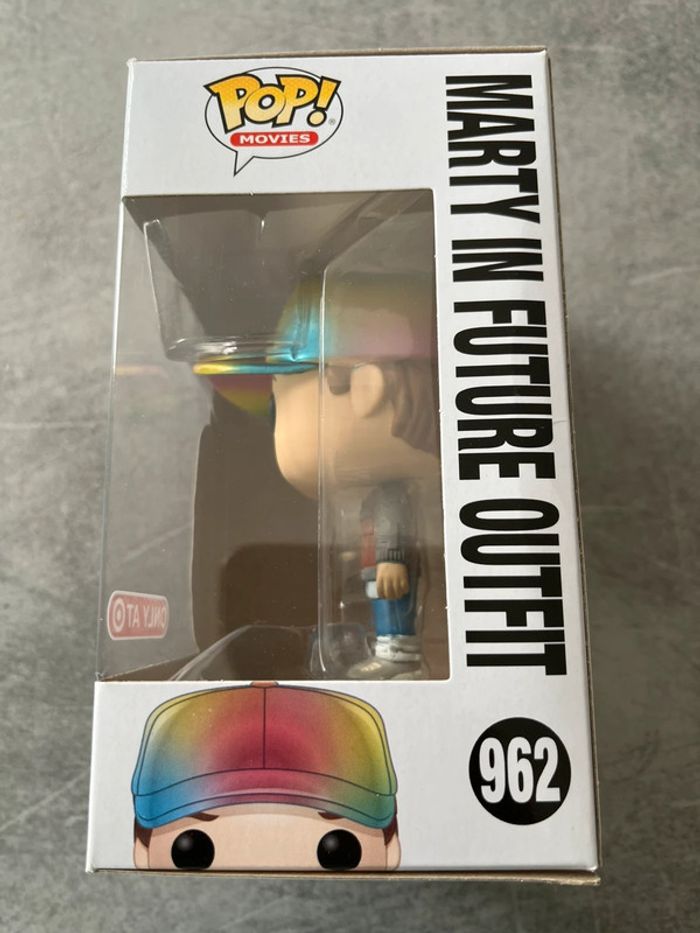 POP!
®
MOVIES
MARTY IN FUTURE OUTFIT
ONLY AT
962